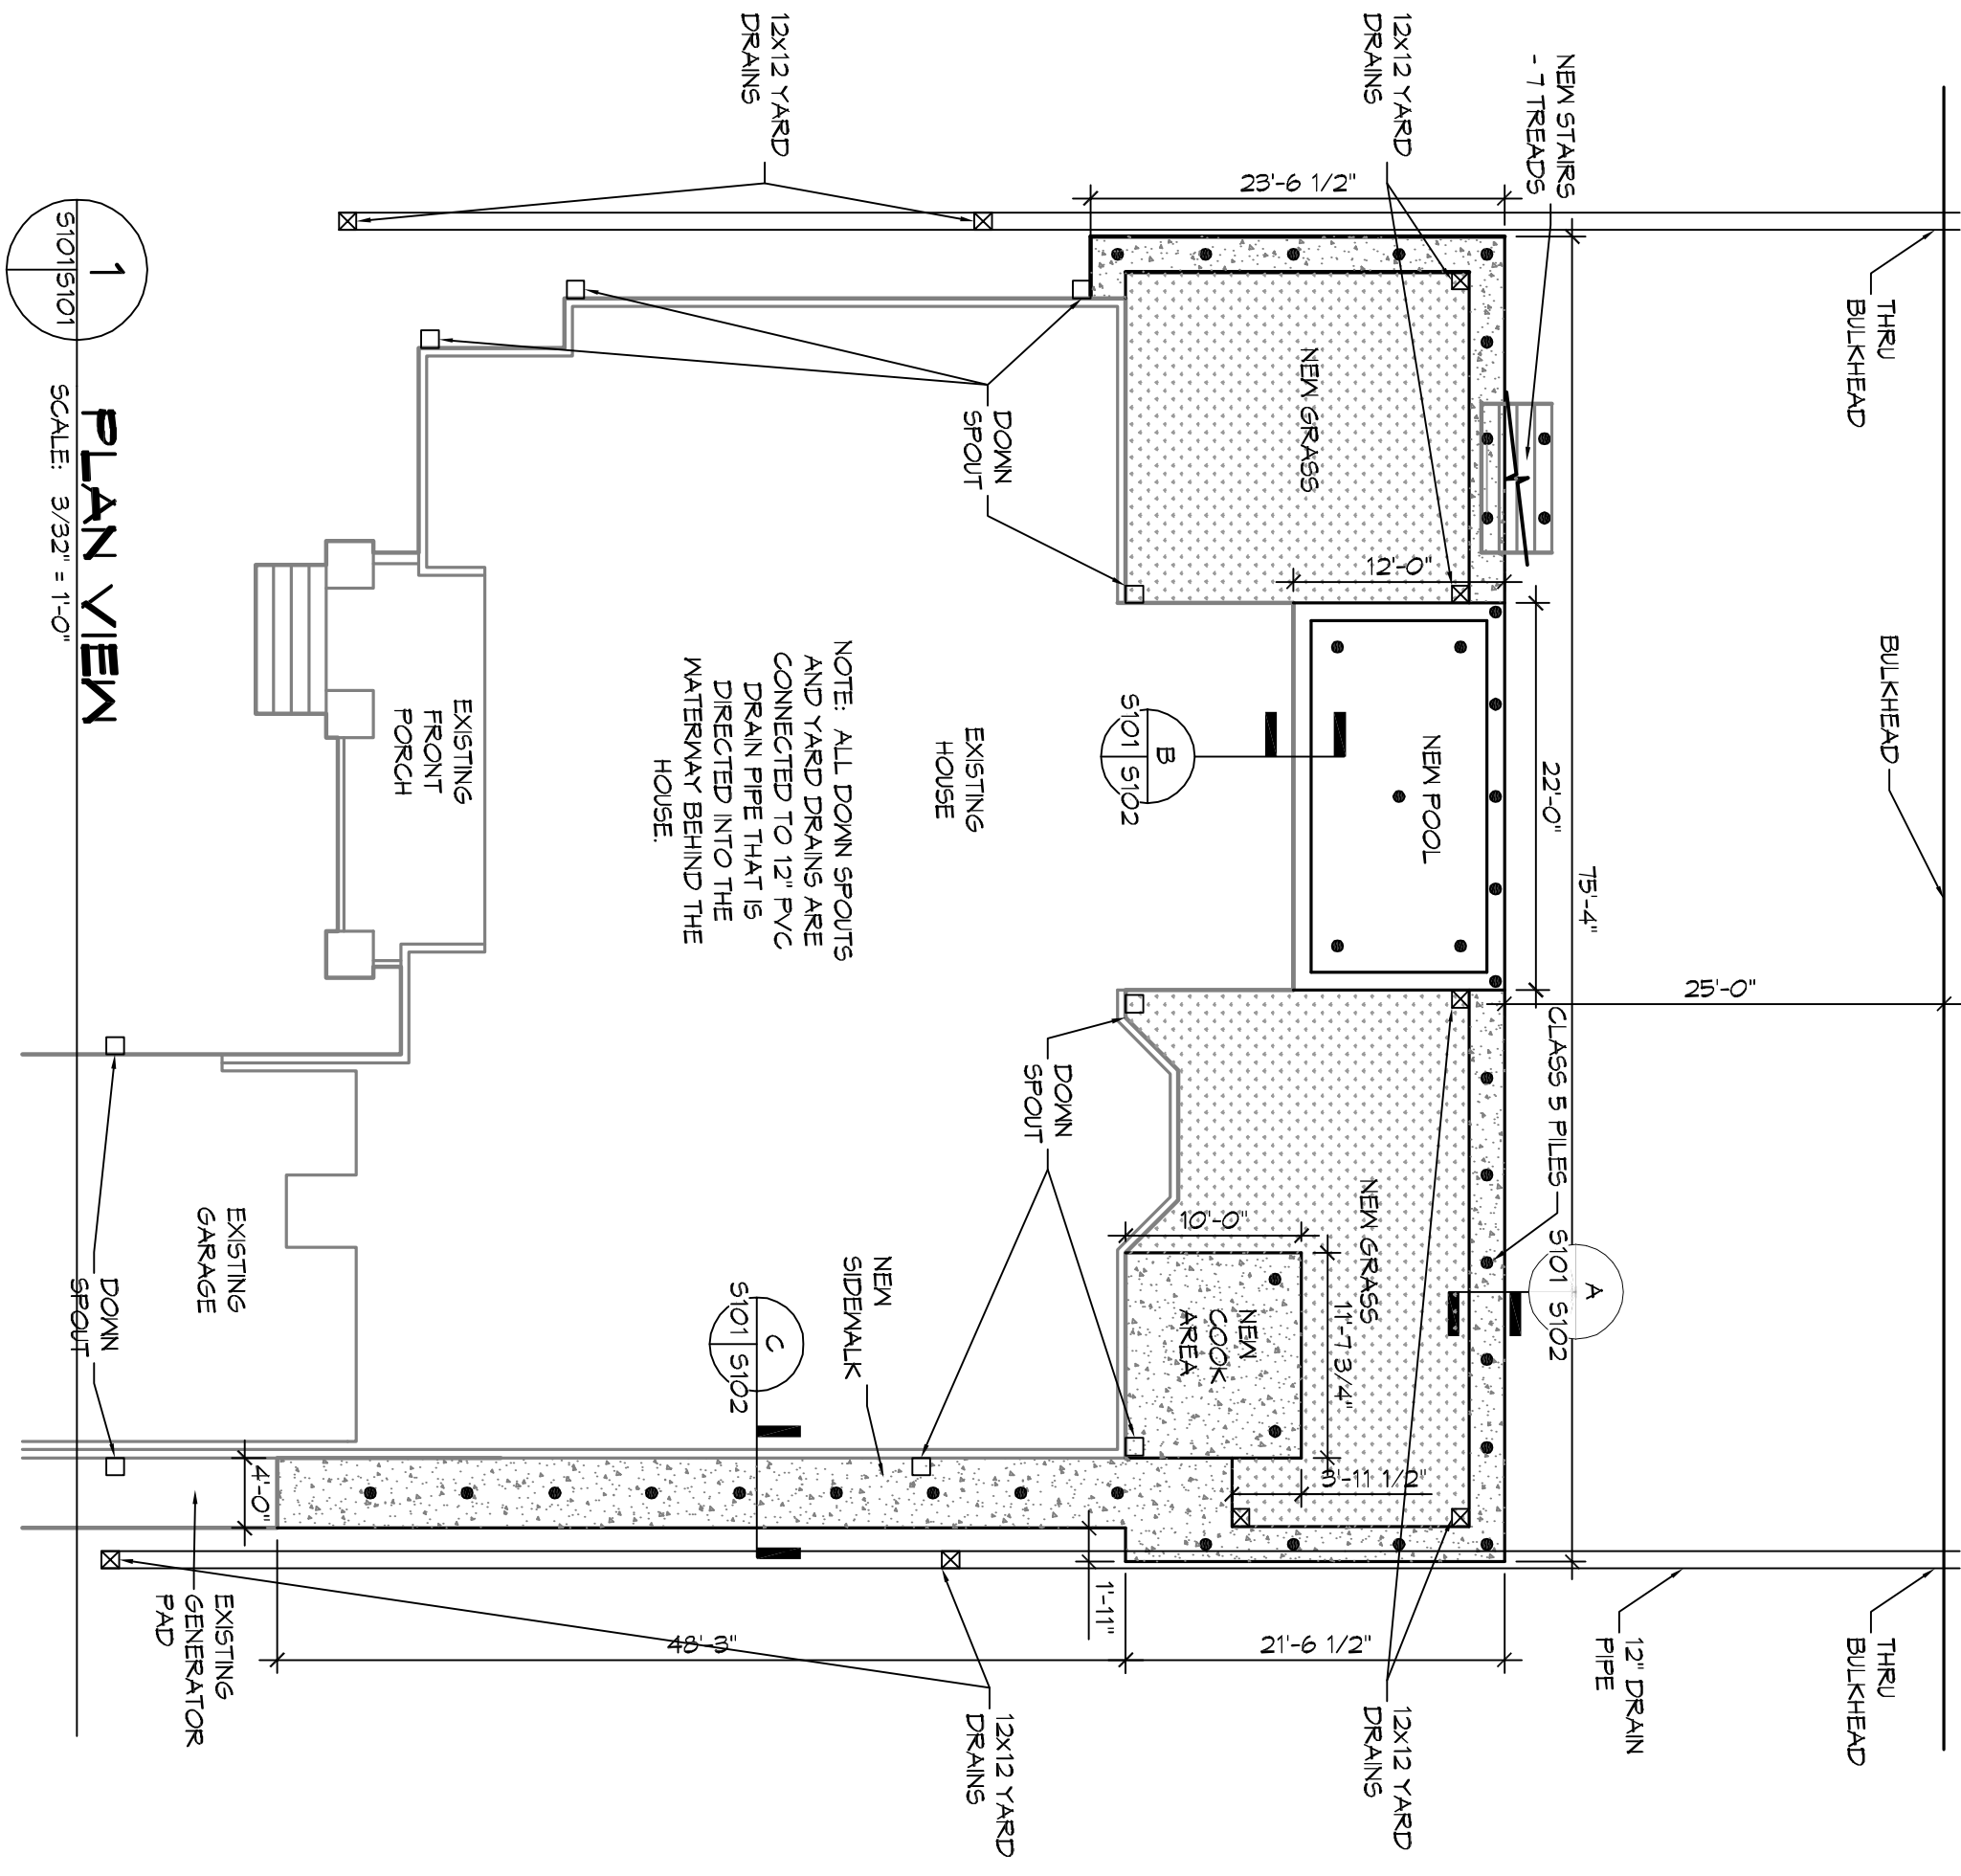 THRU
BULKHEAD
BULKHEAD
THRU
BULKHEAD
NEW STAIRS
- 7 TREADS
75'-4"
25'-0"
12" DRAIN
PIPE
12x12 YARD
DRAINS
23'-6 1/2"
12'-0"
22'-0"
CLASS 5 PILES
A
S101 S102
12x12 YARD
DRAINS
NEW GRASS
NEW POOL
NEW GRASS
10'-0"
11'-7 3/4"
NEW
COOK
AREA
3'-11 1/2"
21'-6 1/2"
B
S101 S102
DOWN
SPOUT
EXISTING
HOUSE
DOWN
SPOUT
1'-11"
12x12 YARD
DRAINS
12x12 YARD
DRAINS
NOTE: ALL DOWN SPOUTS
AND YARD DRAINS ARE
CONNECTED TO 12" PVC
DRAIN PIPE THAT IS
DIRECTED INTO THE
WATERWAY BEHIND THE
HOUSE.
NEW
SIDEWALK
C
S101 S102
48'-3"
EXISTING
FRONT
PORCH
EXISTING
GARAGE
4'-0"
EXISTING
GENERATOR
PAD
DOWN
SPOUT
1
S101 S101
PLAN VIEW
SCALE: 3/32" = 1'-0"